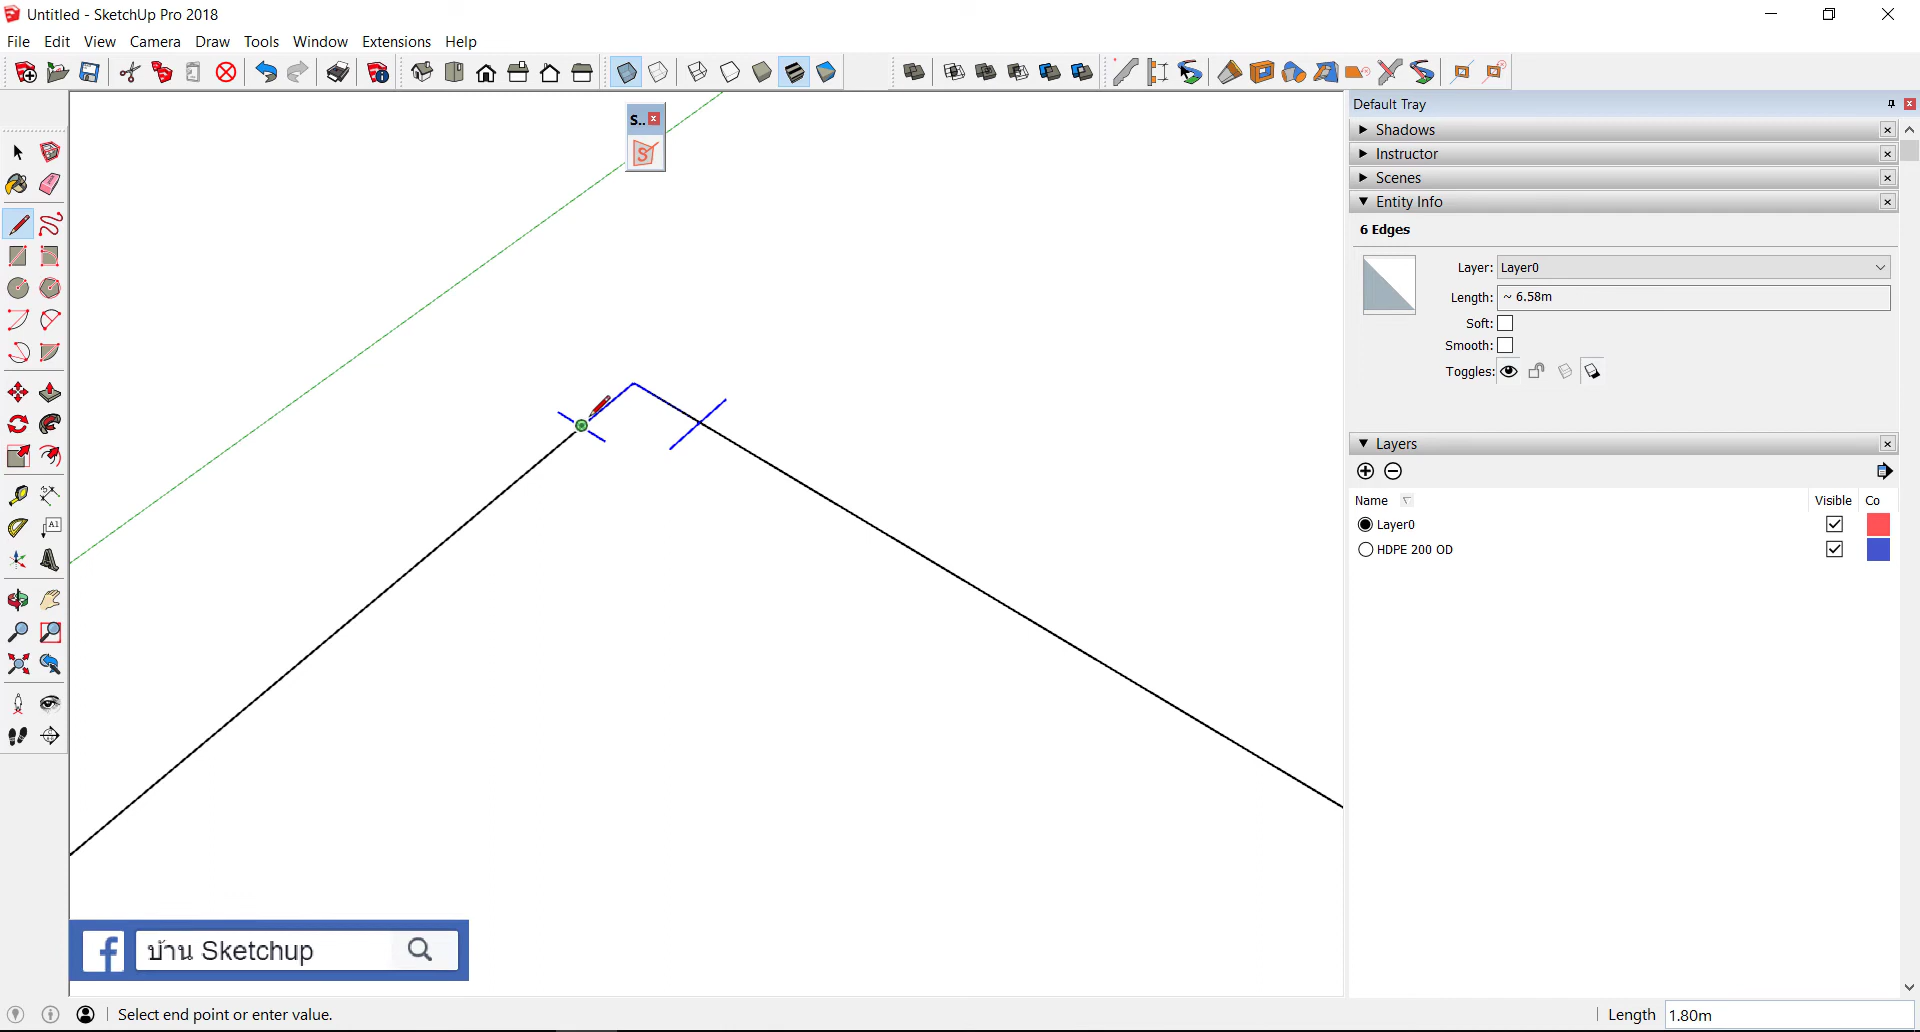 Untitled - SketchUp Pro 2018
File Edit View Camera Draw Tools Window Extensions Help
S..
S
Default Tray
Shadows
Instructor
Scenes
Entity Info
6 Edges
Layer: Layer0
Length: ~ 6.58m
Soft:
Smooth:
Toggles:
Layers
Name Visible Co
Layer0
HDPE 200 OD
A1
f บ้าน Sketchup
Select end point or enter value.
Length 1.80m